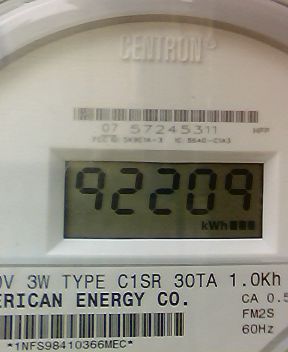 CENTRON®
07 57245311
92209
kWh
0V 3W TYPE C1SR 30TA 1.0Kh
ERICAN ENERGY CO.
CA 0.5
FM2S
60Hz
*1NFS98410366MEC*